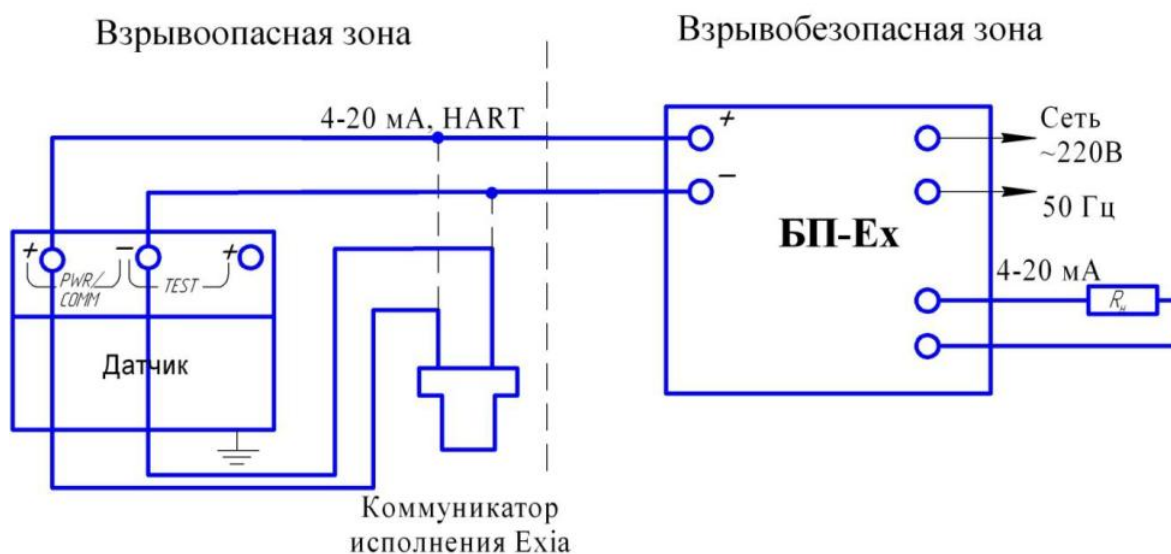 Взрывоопасная зона
Взрывобезопасная зона
4-20 мА, HART
+
−
Сеть
~220В
50 Гц
БП-Ex
4-20 мА
Rн
+
−
+
PWR/
COMM
TEST
Датчик
Коммуникатор
исполнения Exia